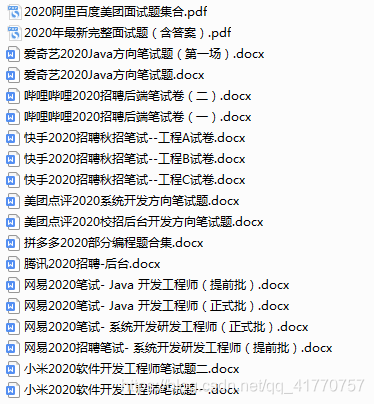 2020阿里百度美团面试题集合.pdf
2020年最新完整面试题（含答案）.pdf
爱奇艺2020Java方向笔试题（第一场）.docx
爱奇艺2020Java方向笔试题.docx
哔哩哔哩2020招聘后端笔试卷（二）.docx
哔哩哔哩2020招聘后端笔试卷（一）.docx
快手2020招聘秋招笔试--工程A试卷.docx
快手2020招聘秋招笔试--工程B试卷.docx
快手2020招聘秋招笔试--工程C试卷.docx
美团点评2020系统开发方向笔试题.docx
美团点评2020校招后台开发方向笔试题.docx
拼多多2020部分编程题合集.docx
腾讯2020招聘-后台.docx
网易2020笔试- Java 开发工程师（提前批）.docx
网易2020笔试- Java 开发工程师（正式批）.docx
网易2020笔试- 系统开发研发工程师（正式批）.docx
网易2020招聘笔试- 系统开发研发工程师（提前批）.docx
小米2020软件开发工程师笔试题二.docx
小米2020软件开发工程师笔试题一.docx
https://blog.csdn.net/qq_41770757